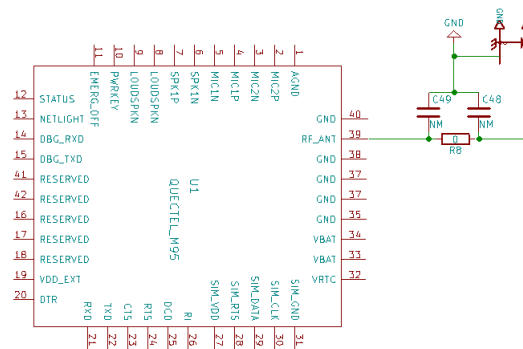 GND
GND
11
10
9
8
7
6
5
4
3
2
1
EMERG_OFF
PWRKEY
LOUDSPKN
LOUDSPKN
SPK1P
SPK1N
MIC1N
MIC1P
MIC2N
MIC2P
AGND
12 STATUS
13 NETLIGHT
14 DBG_RXD
15 DBG_TXD
41 RESERVED
42 RESERVED
16 RESERVED
17 RESERVED
18 RESERVED
19 VDD_EXT
20 DTR
U1
QUECTEL_M95
GND 40
RF_ANT 39
GND 38
GND 37
GND 37
GND 35
VBAT 34
VBAT 33
VRTC 32
C49
NM
C48
NM
0
R8
RXD
TXD
CTS
RTS
DCD
RI
SIM_VDD
SIM_RTS
SIM_DATA
SIM_CLK
SIM_GND
21
22
23
24
25
26
27
28
29
30
31